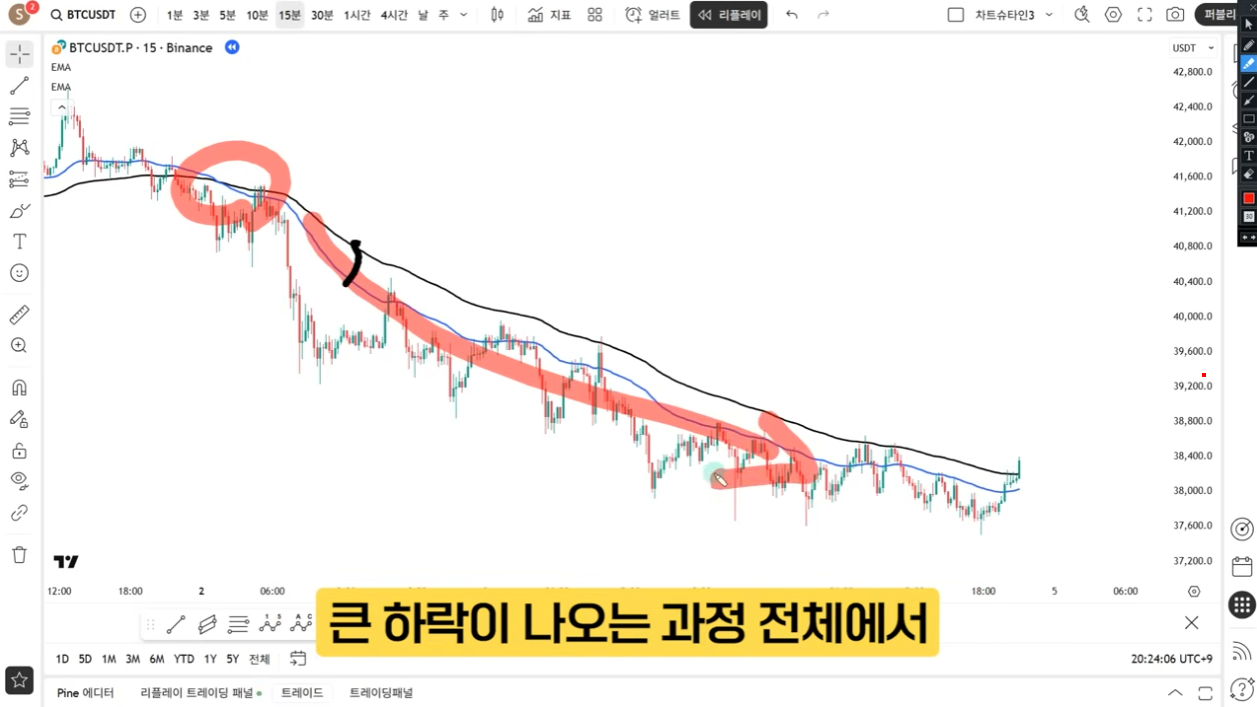 S 2
BTCUSDT
1분 3분 5분 10분 15분 30분 1시간 4시간 날 주
지표
얼러트
리플레이
차트슈타인3
퍼블리
BTCUSDT.P · 15 · Binance
USDT
EMA
EMA
42,800.0
42,400.0
42,000.0
41,600.0
41,200.0
40,800.0
40,400.0
40,000.0
39,600.0
39,200.0
38,800.0
38,400.0
38,000.0
37,600.0
37,200.0
12:00 18:00 2 06:00 18:00 5 06:00
큰 하락이 나오는 과정 전체에서
1D 5D 1M 3M 6M YTD 1Y 5Y 전체
20:24:06 UTC+9
Pine 에디터 리플레이 트레이딩 패널 트레이드 트레이딩패널